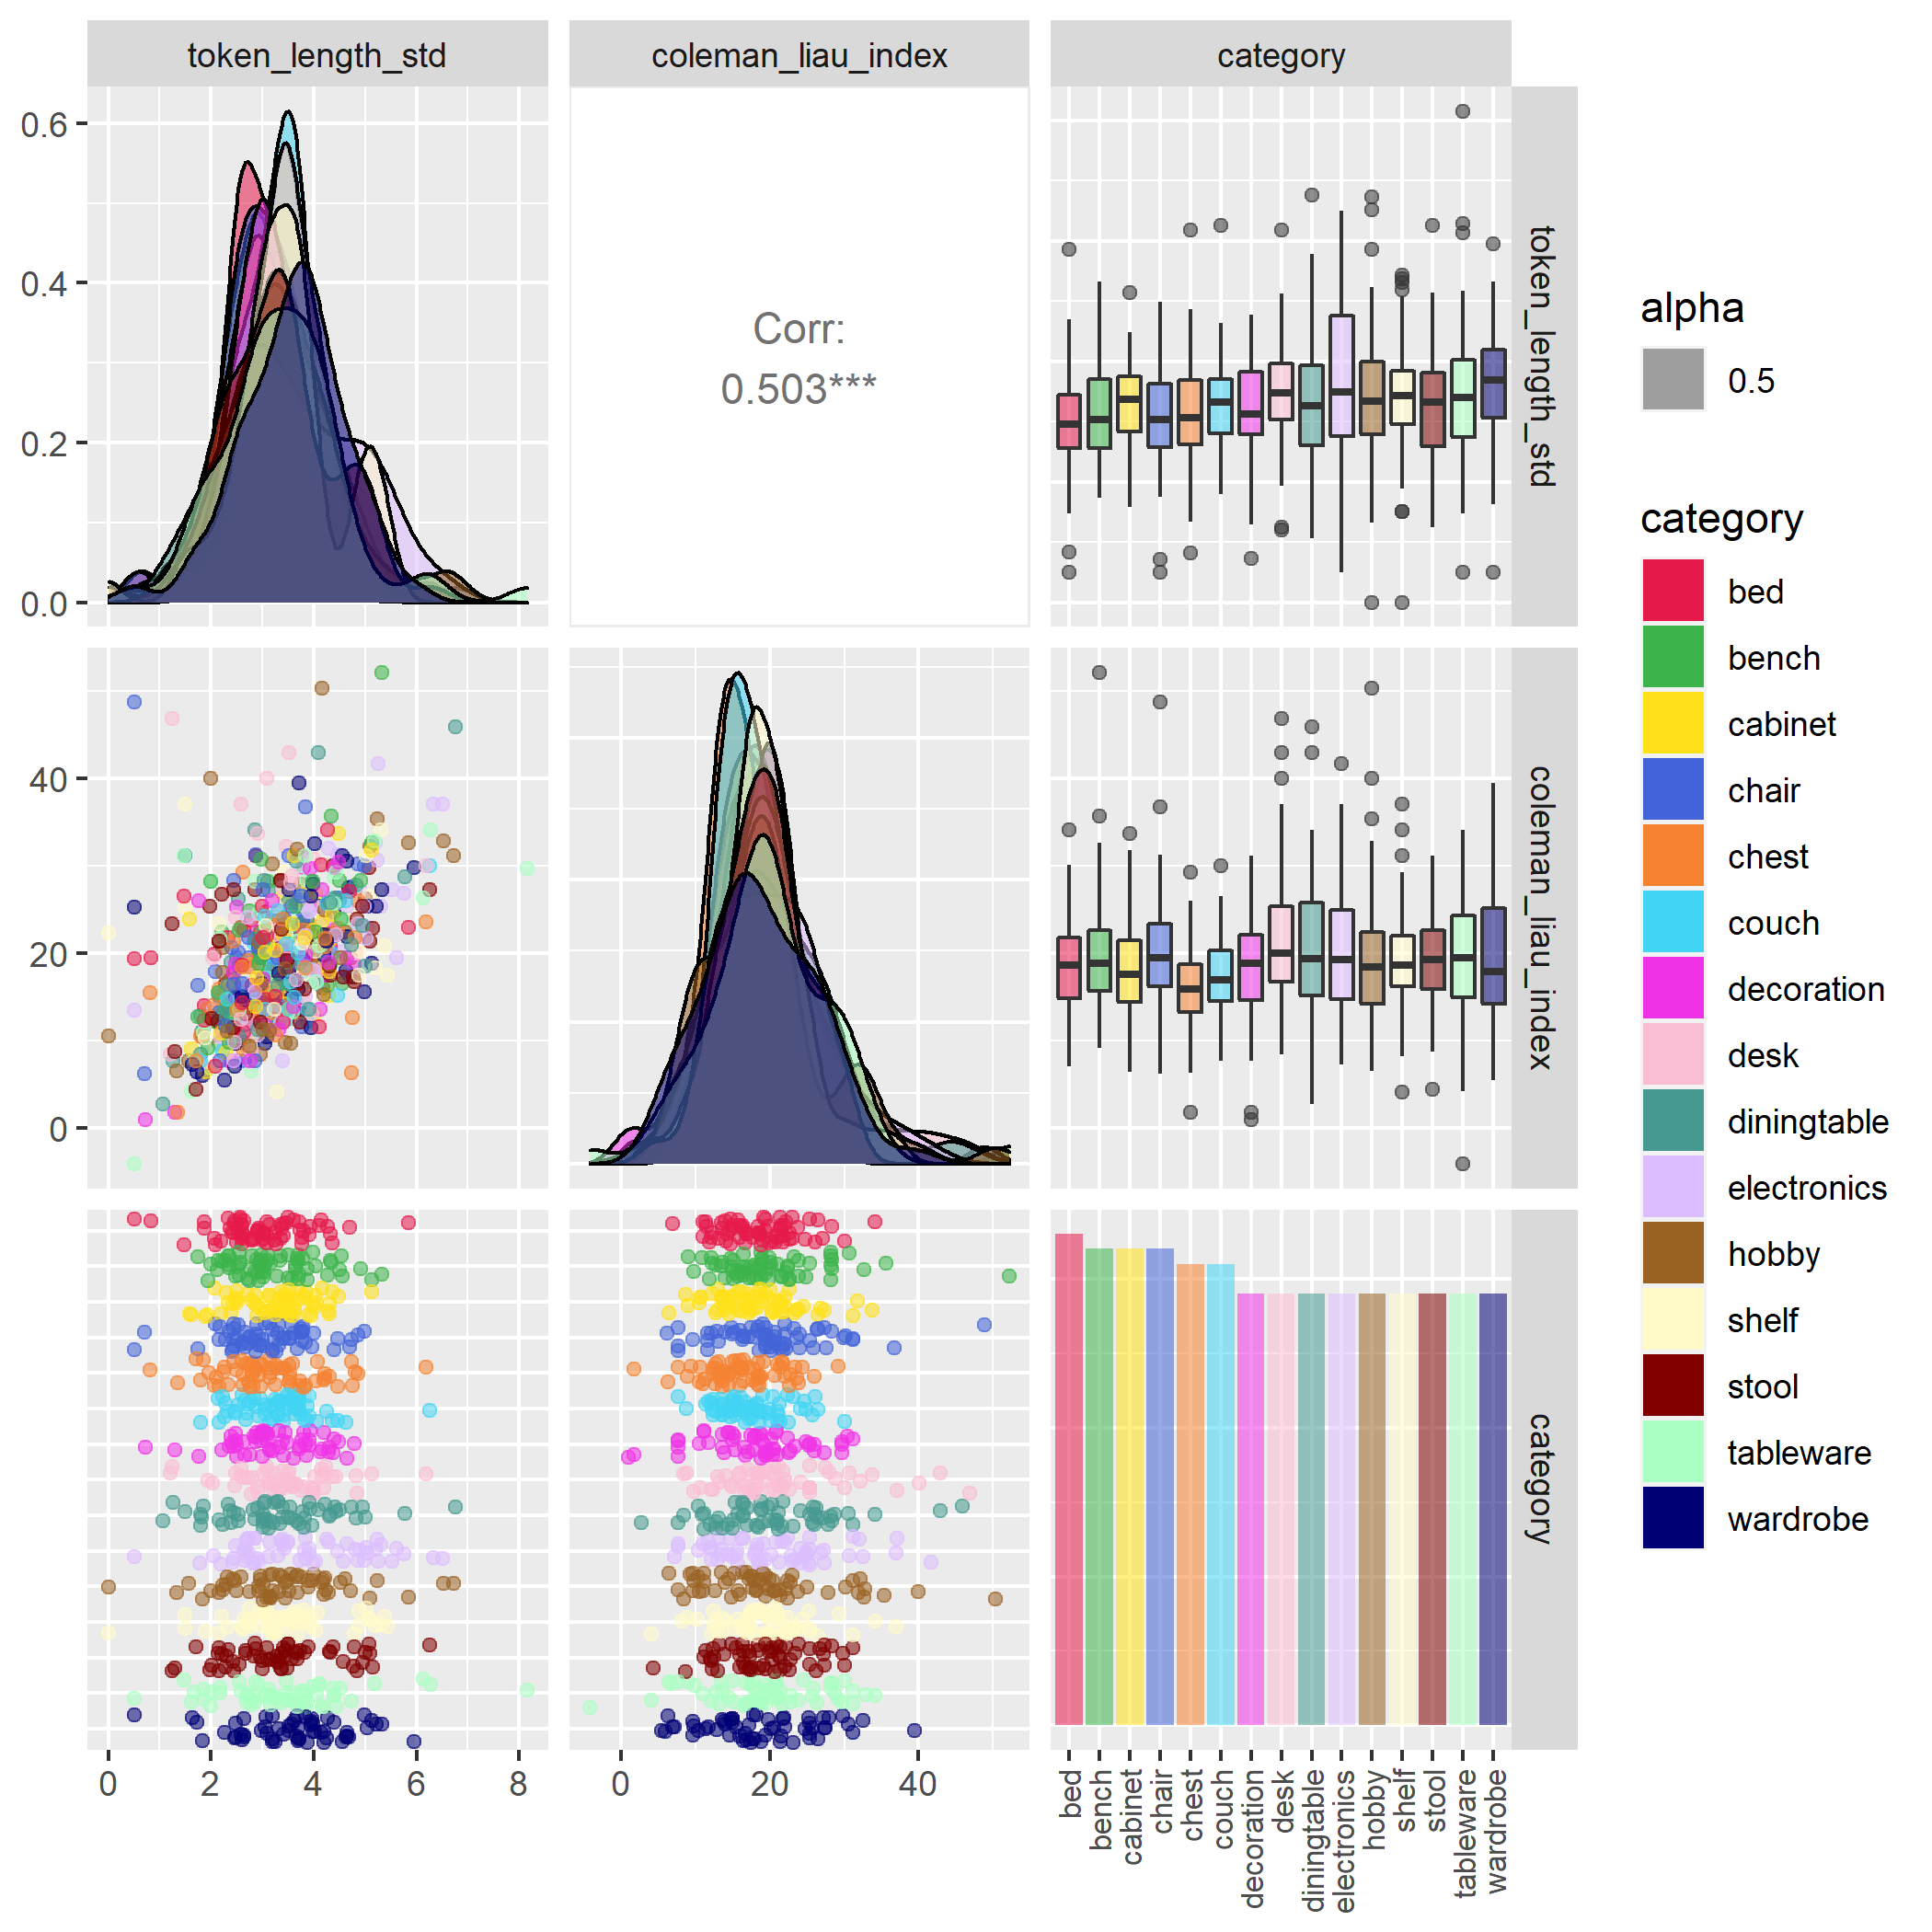 token_length_std
coleman_liau_index
category
0.6
0.4
0.2
0.0
Corr:
0.503***
token_length_std
40
20
0
coleman_liau_index
category
0
2
4
6
8
0
20
40
bed
bench
cabinet
chair
chest
couch
decoration
desk
diningtable
electronics
hobby
shelf
stool
tableware
wardrobe
alpha
0.5
category
bed
bench
cabinet
chair
chest
couch
decoration
desk
diningtable
electronics
hobby
shelf
stool
tableware
wardrobe